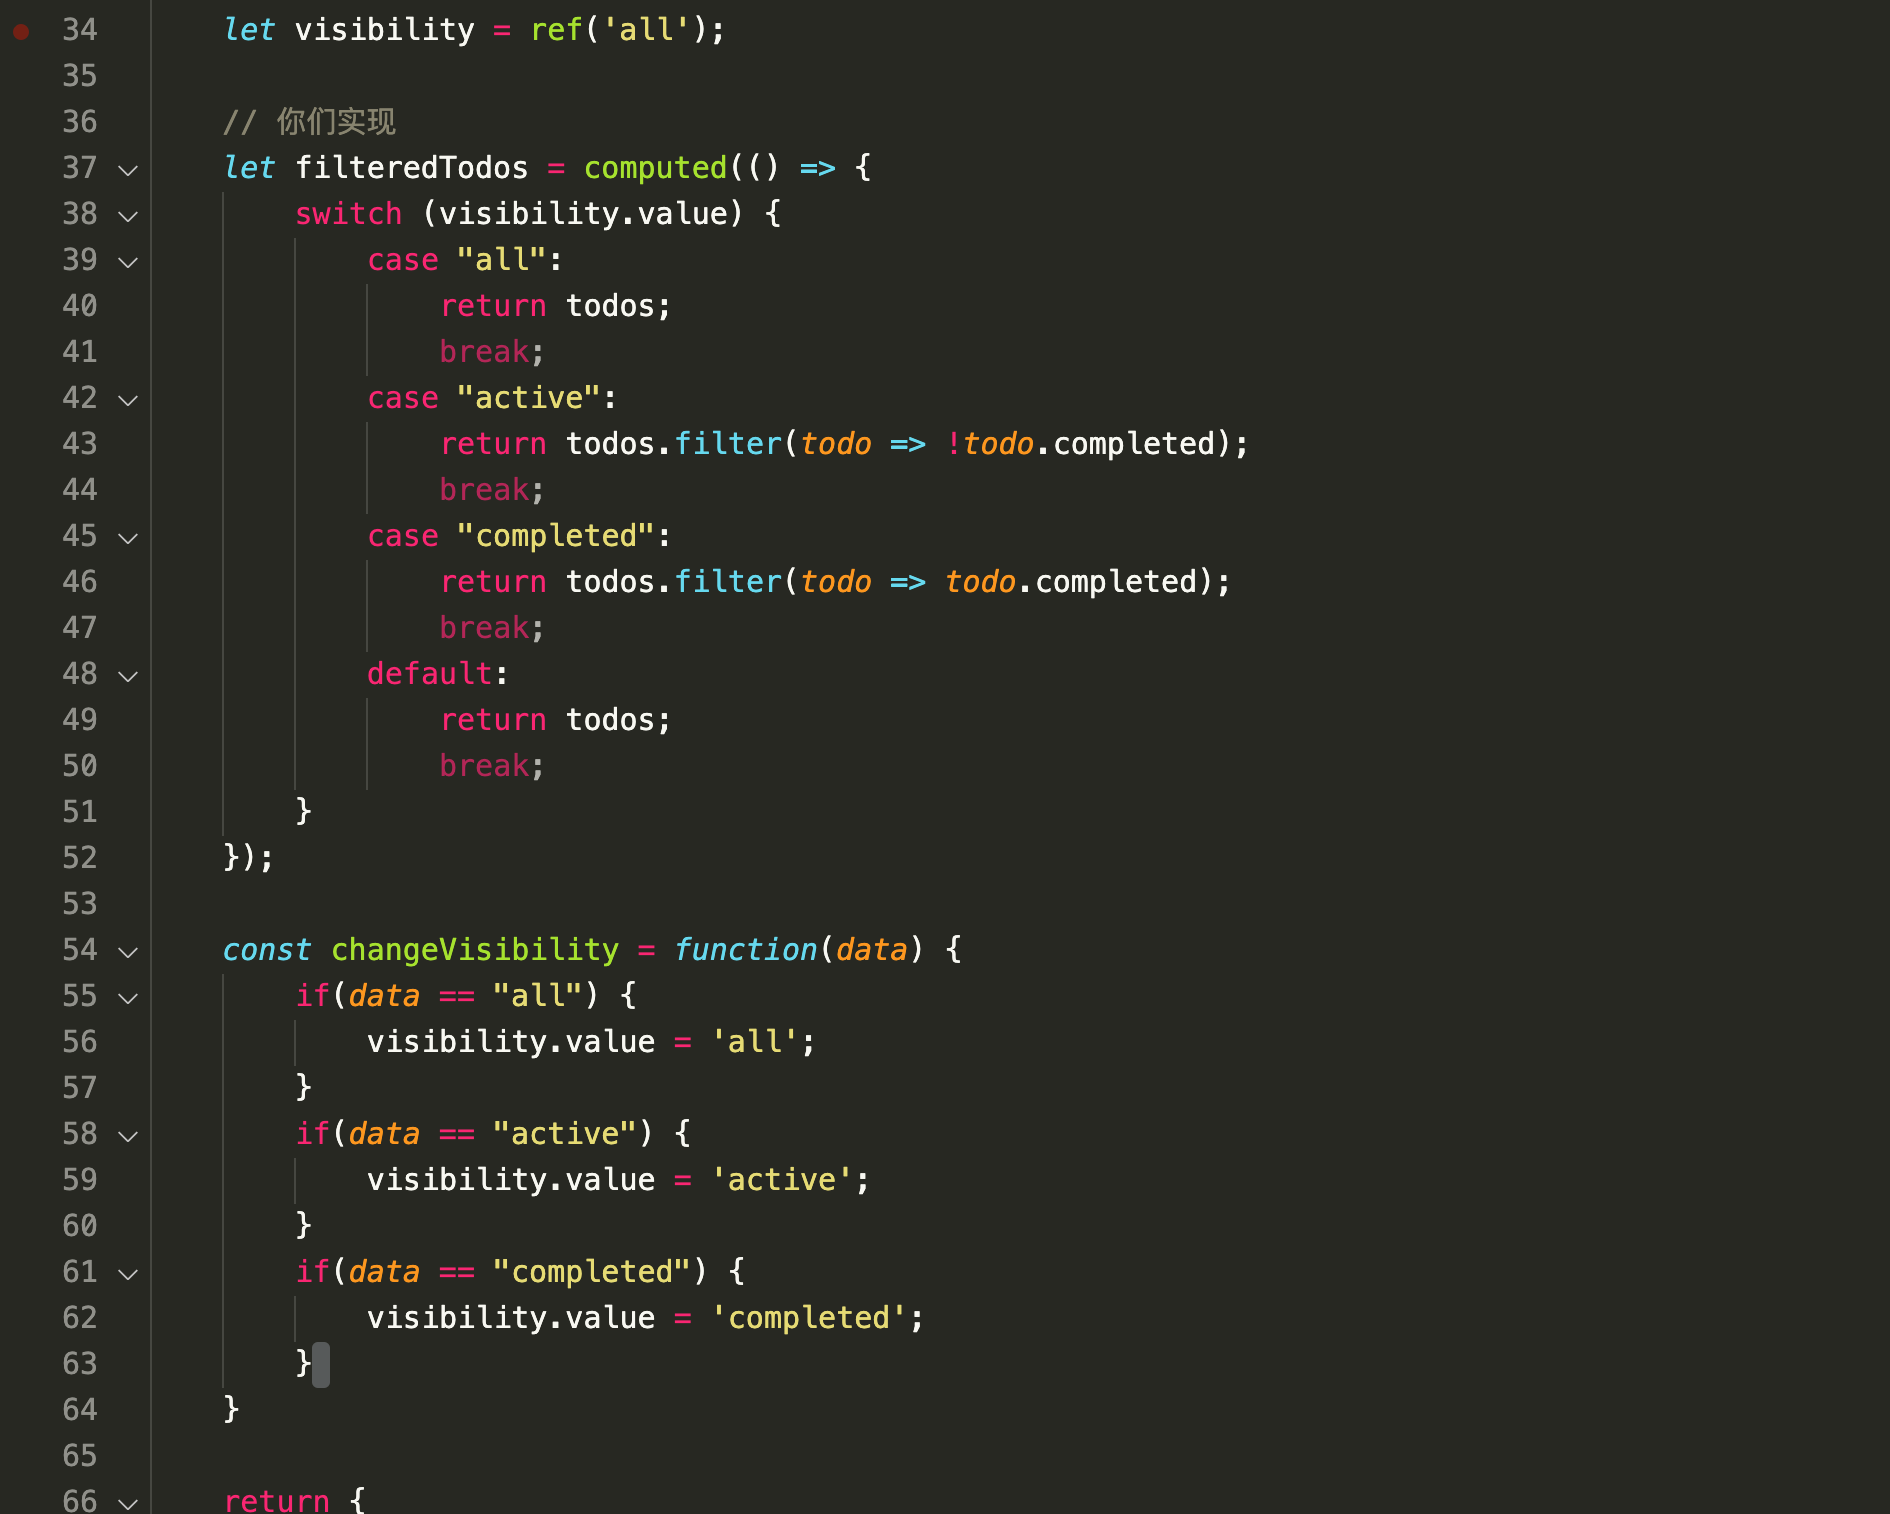 34 let visibility = ref('all');
35
36 // 你们实现
37 let filteredTodos = computed(() => {
38 switch (visibility.value) {
39 case "all":
40 return todos;
41 break;
42 case "active":
43 return todos.filter(todo => !todo.completed);
44 break;
45 case "completed":
46 return todos.filter(todo => todo.completed);
47 break;
48 default:
49 return todos;
50 break;
51 }
52 });
53
54 const changeVisibility = function(data) {
55 if(data == "all") {
56 visibility.value = 'all';
57 }
58 if(data == "active") {
59 visibility.value = 'active';
60 }
61 if(data == "completed") {
62 visibility.value = 'completed';
63 }
64 }
65
66 return {